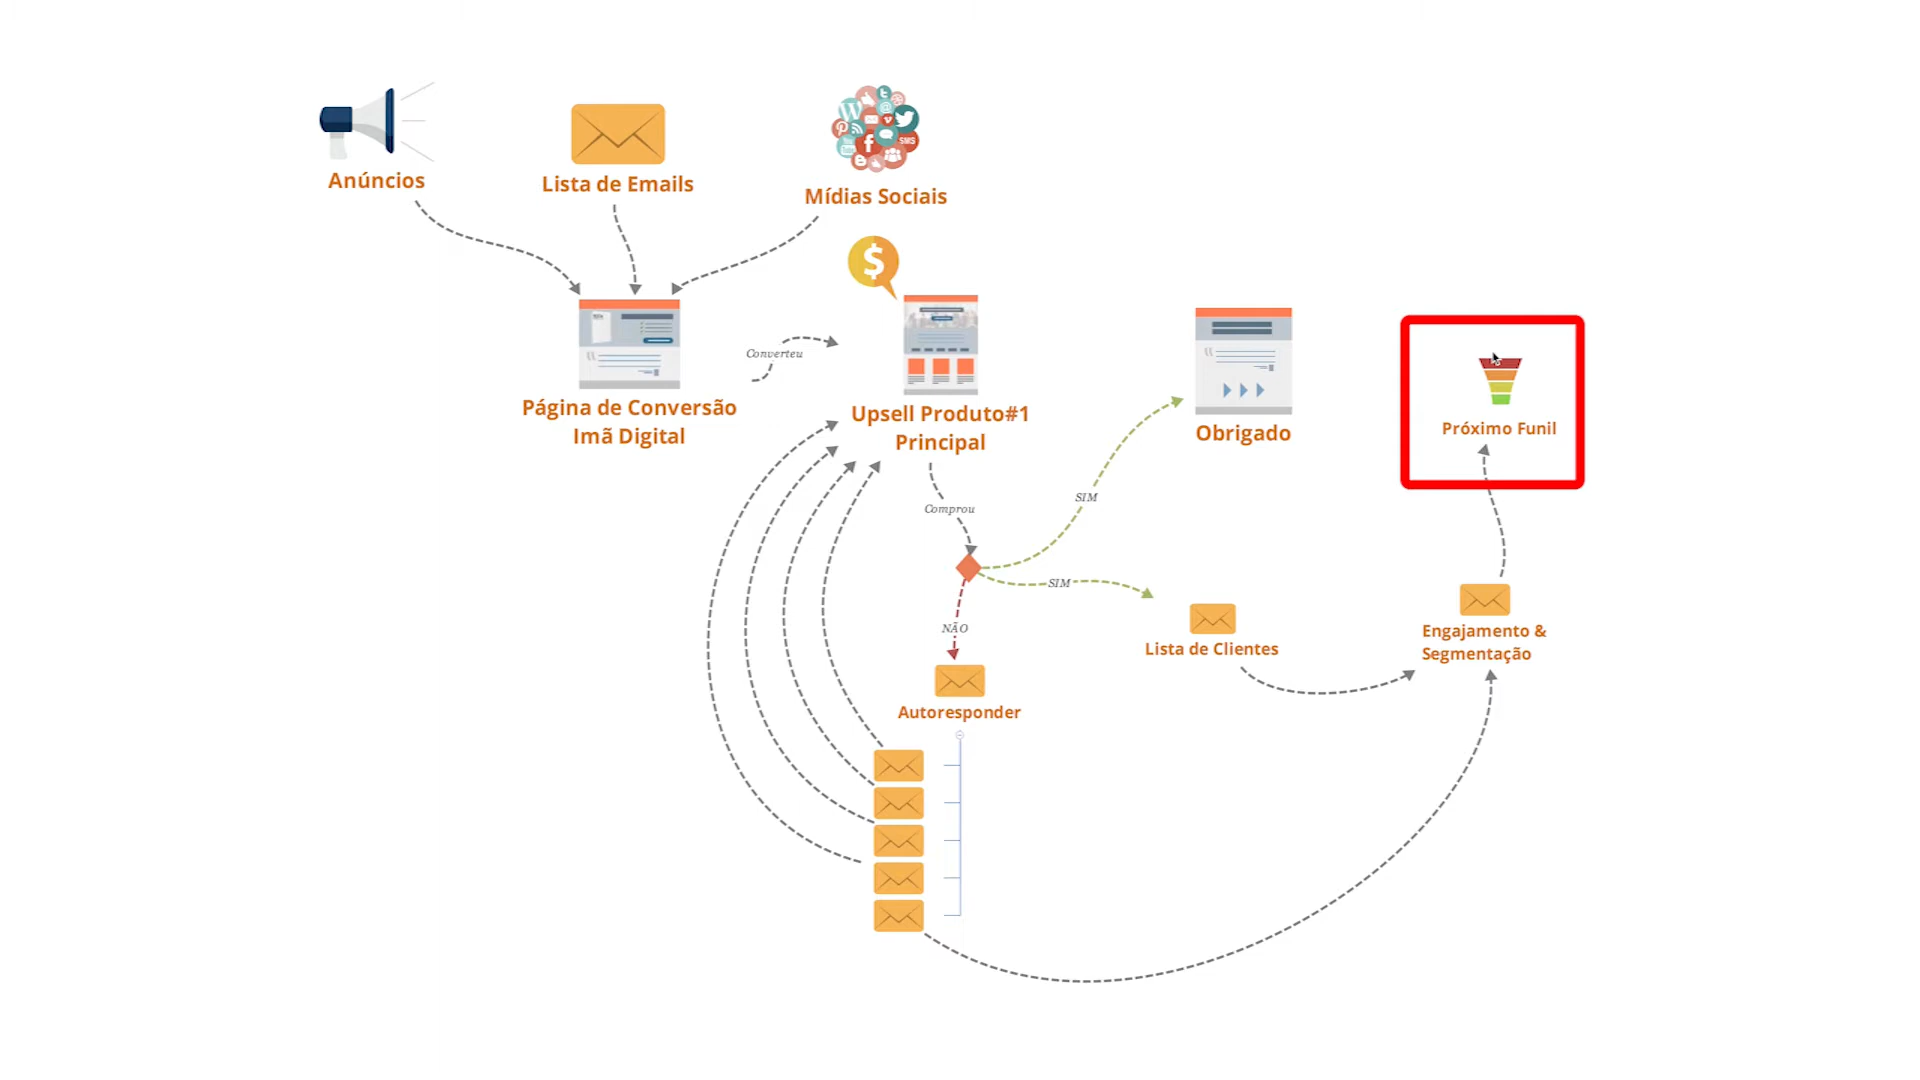 Anúncios
Lista de Emails
Mídias Sociais
SMS
$
Converteu
Página de Conversão
Imã Digital
Upsell Produto#1
Principal
Obrigado
Próximo Funil
Comprou
SIM
SIM
NÃO
Autoresponder
Lista de Clientes
Engajamento &
Segmentação